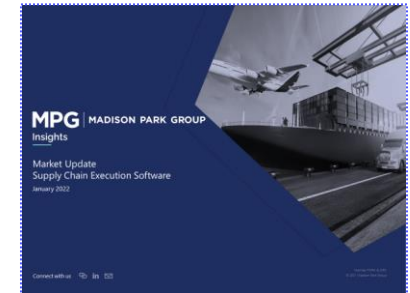 MPG | MADISON PARK GROUP
Insights
Market Update
Supply Chain Execution Software
January 2022
Connect with us